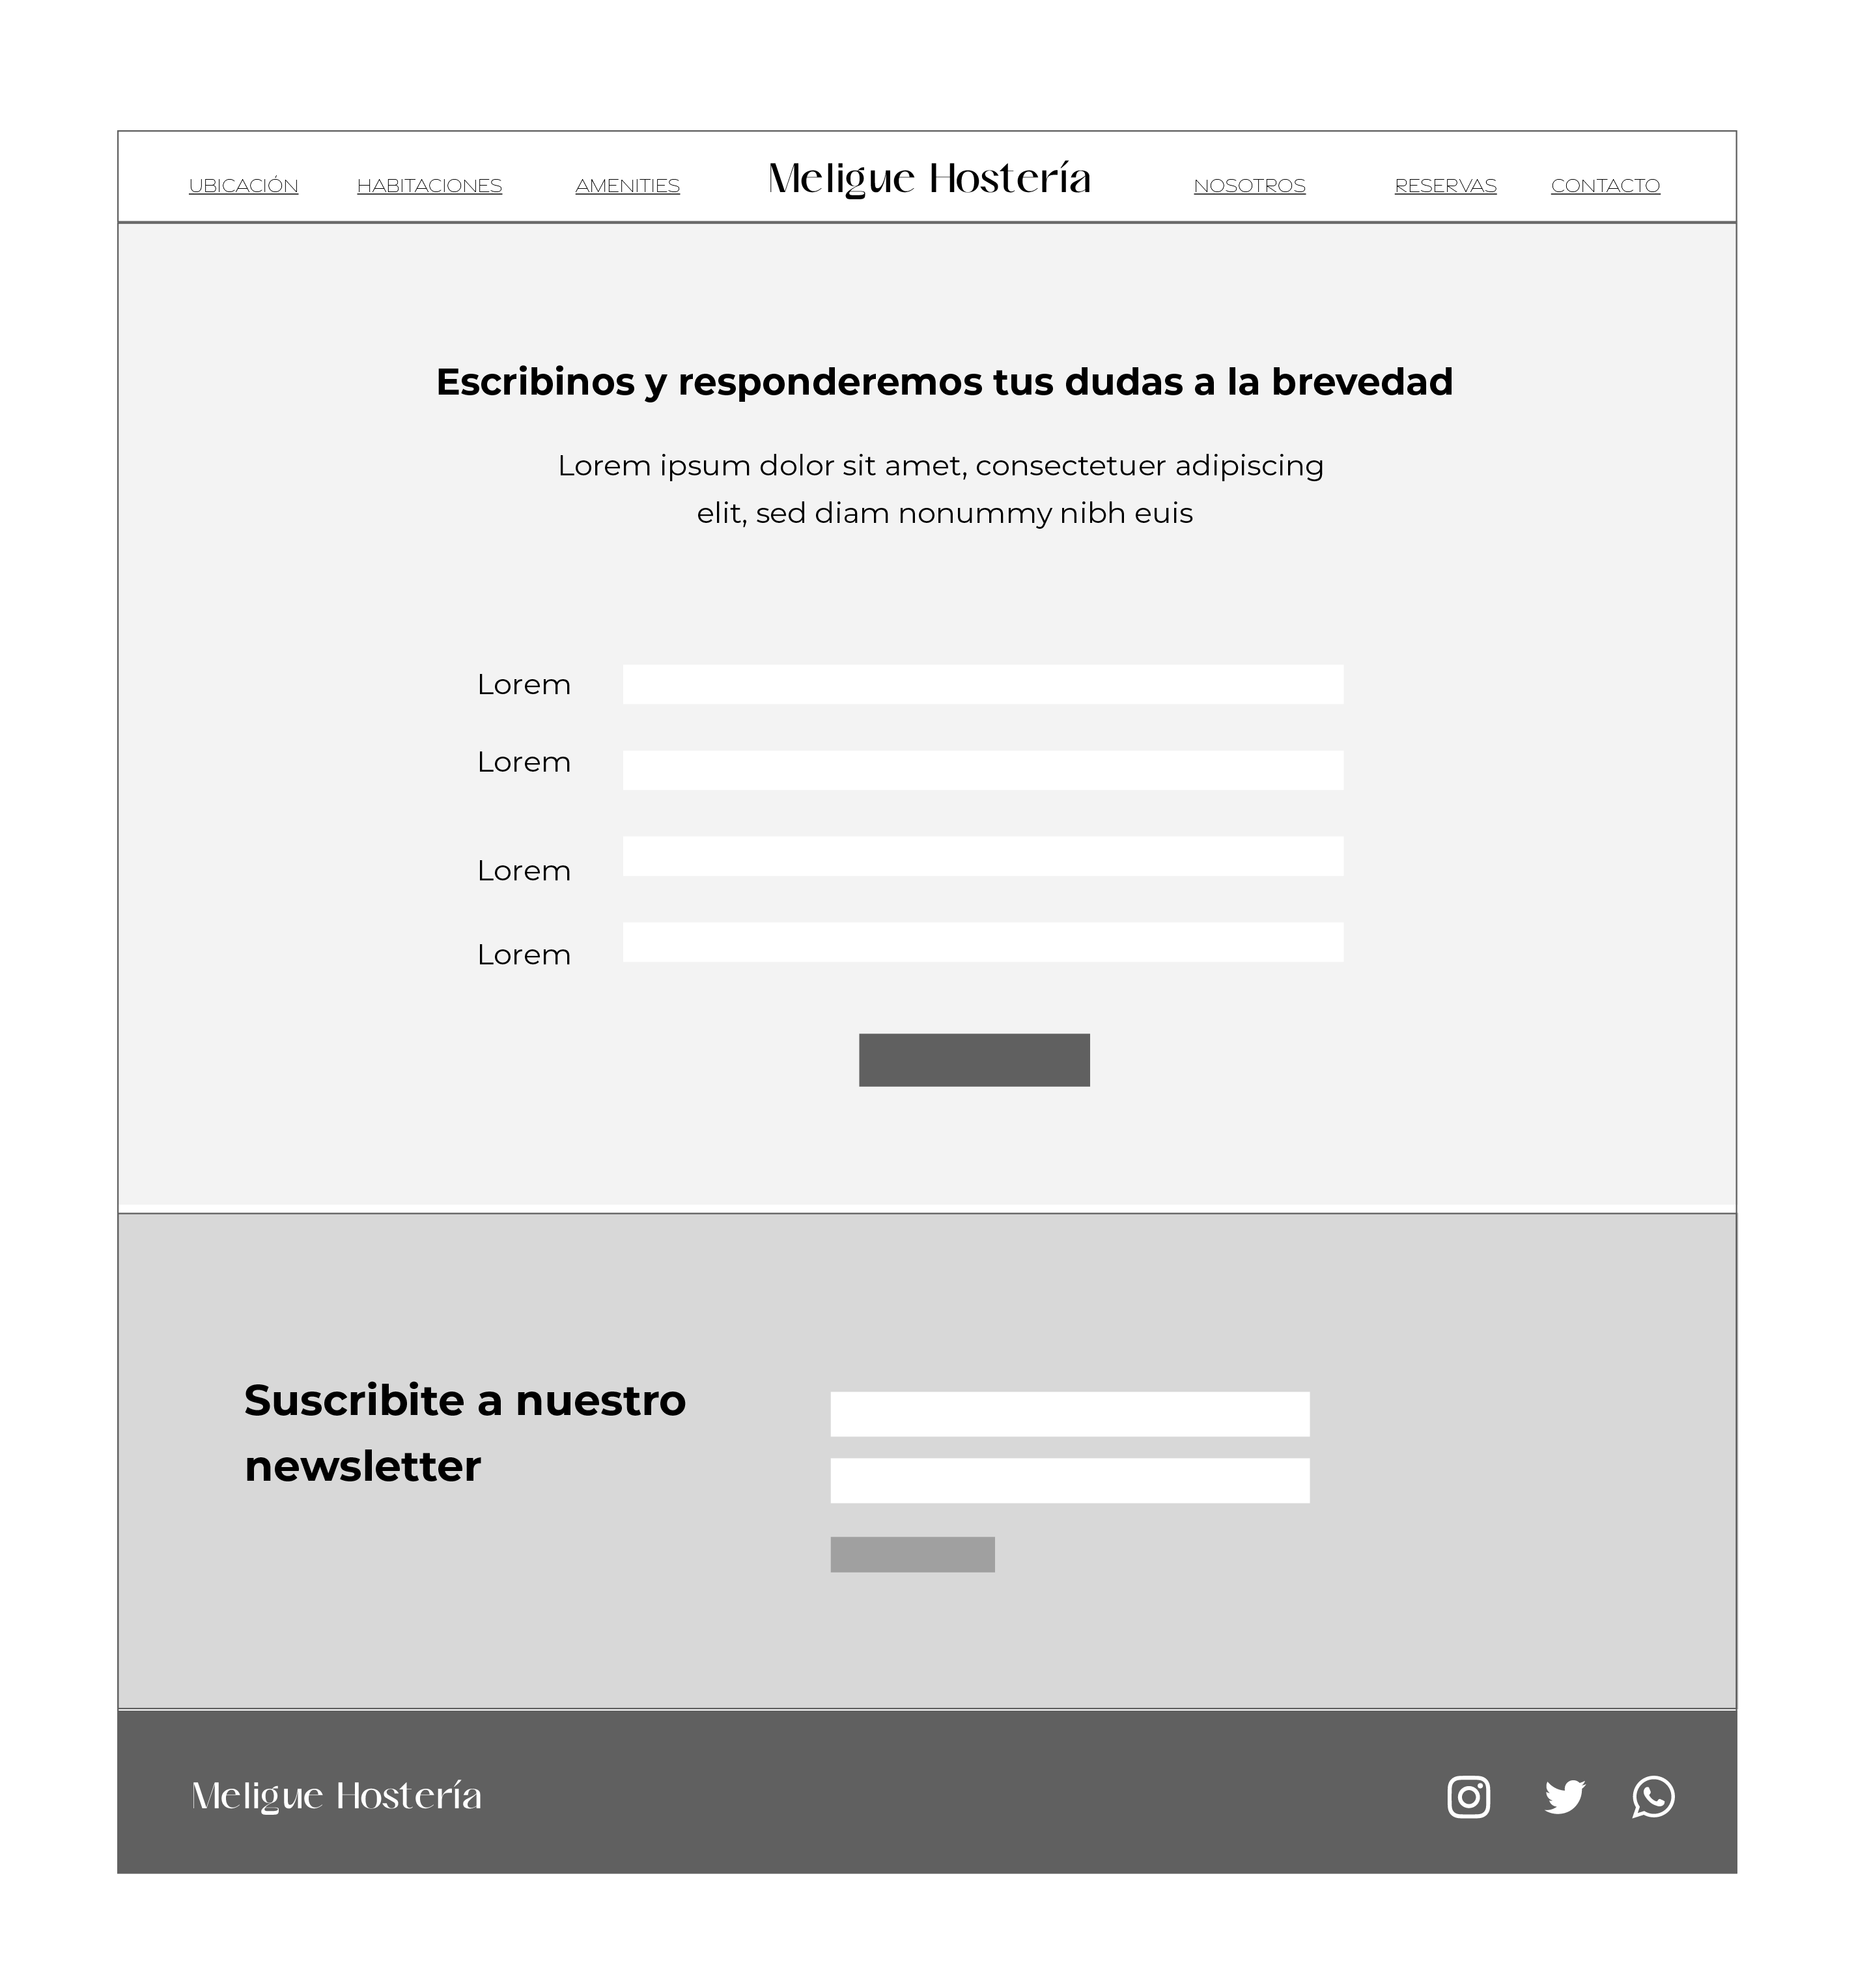 UBICACIÓN HABITACIONES AMENITIES Meligue Hostería NOSOTROS RESERVAS CONTACTO
Escribinos y responderemos tus dudas a la brevedad
Lorem ipsum dolor sit amet, consectetuer adipiscing
elit, sed diam nonummy nibh euis
Lorem
Lorem
Lorem
Lorem
Suscribite a nuestro
newsletter
Meligue Hostería